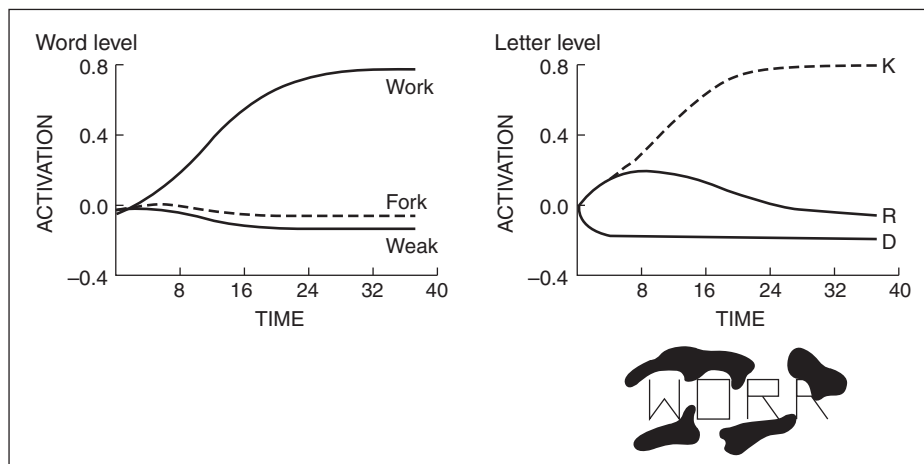 Word level
0.8
0.4
0.0
–0.4
ACTIVATION
Work
Fork
Weak
8 16 24 32 40
TIME
Letter level
0.8
0.4
0.0
–0.4
ACTIVATION
K
R
D
8 16 24 32 40
TIME